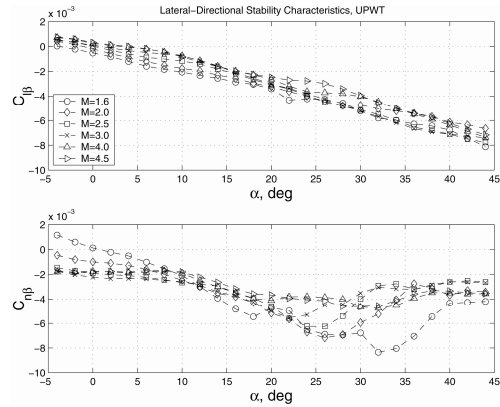 Lateral-Directional Stability Characteristics, UPWT
x 10⁻³
2
0
-2
-4
-6
-8
-10
C_lβ
M=1.6
M=2.0
M=2.5
M=3.0
M=4.0
M=4.5
-5 0 5 10 15 20 25 30 35 40 45
α, deg
x 10⁻³
2
0
-2
-4
-6
-8
-10
C_nβ
-5 0 5 10 15 20 25 30 35 40 45
α, deg